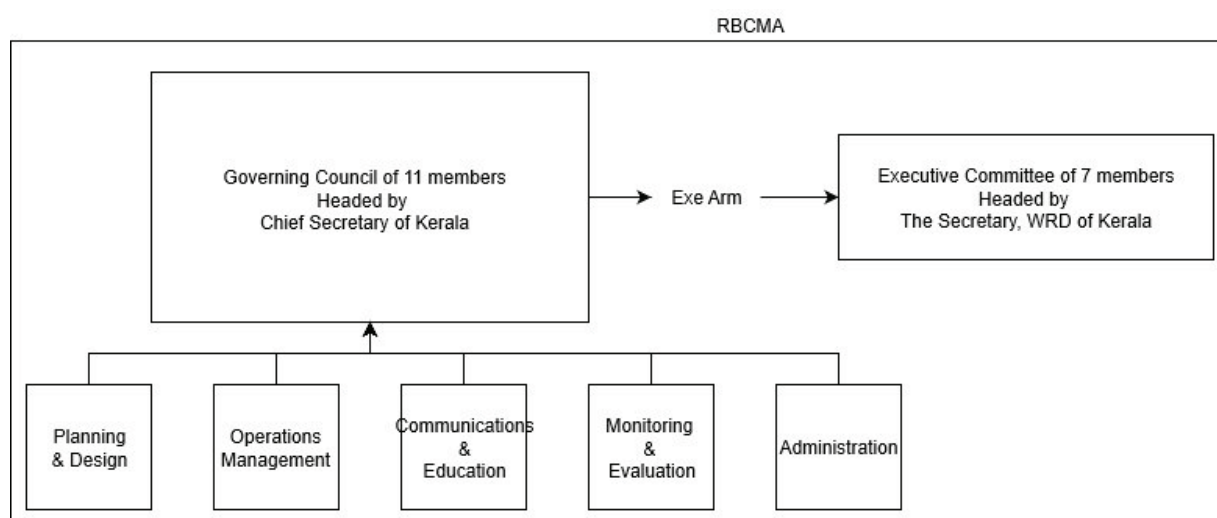 RBCMA
Governing Council of 11 members
Headed by
Chief Secretary of Kerala
Exe Arm
Executive Committee of 7 members
Headed by
The Secretary, WRD of Kerala
Planning
& Design
Operations
Management
Communications
&
Education
Monitoring
&
Evaluation
Administration